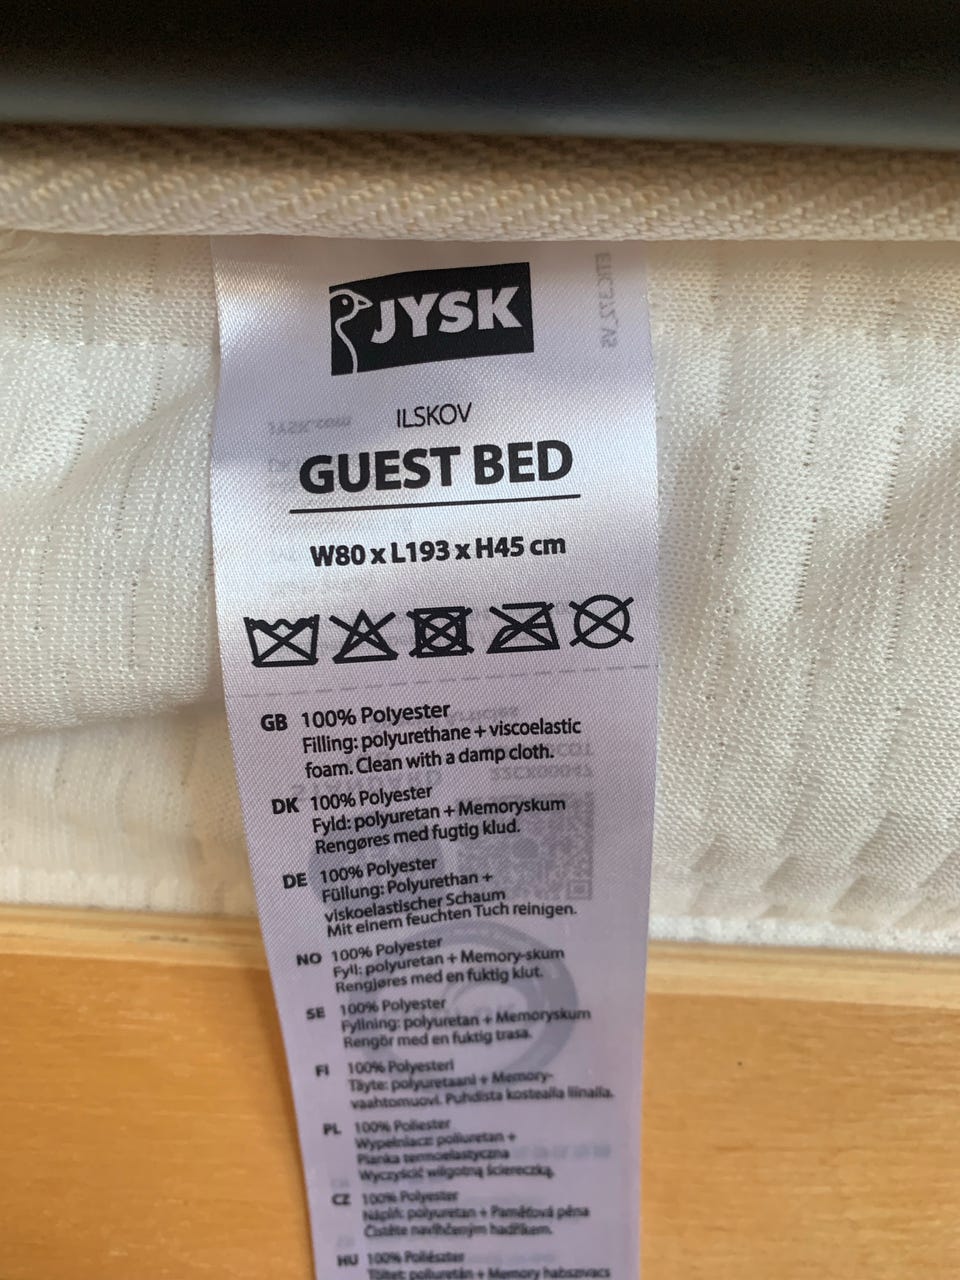 JYSK
ETRC372_V5
ILSKOV
GUEST BED
W80 x L193 x H45 cm
GB 100% Polyester
Filling: polyurethane + viscoelastic
foam. Clean with a damp cloth.
DK 100% Polyester
Fyld: polyuretan + Memoryskum
Rengøres med fugtig klud.
DE 100% Polyester
Füllung: Polyurethan +
viskoelastischer Schaum
Mit einem feuchten Tuch reinigen.
NO 100% Polyester
Fyll: polyuretan + Memory-skum
Rengjøres med en fuktig klut.
SE 100% Polyester
Fyllning: polyuretan + Memoryskum
Rengör med en fuktig trasa.
FI 100% Polyesteri
Täyte: polyuretaani + Memory-
vaahtomuovi. Puhdista kostealla liinalla.
PL 100% Poliester
Wypełniacz: poliuretan +
Pianka termoelastyczna
Wyczyścić wilgotną ściereczką.
CZ 100% Polyester
Náplň: polyuretan + Paměťová pěna
Čistěte navlhčeným hadříkem.
HU 100% Poliészter
Töltet: poliuretán + Memory habszivacs